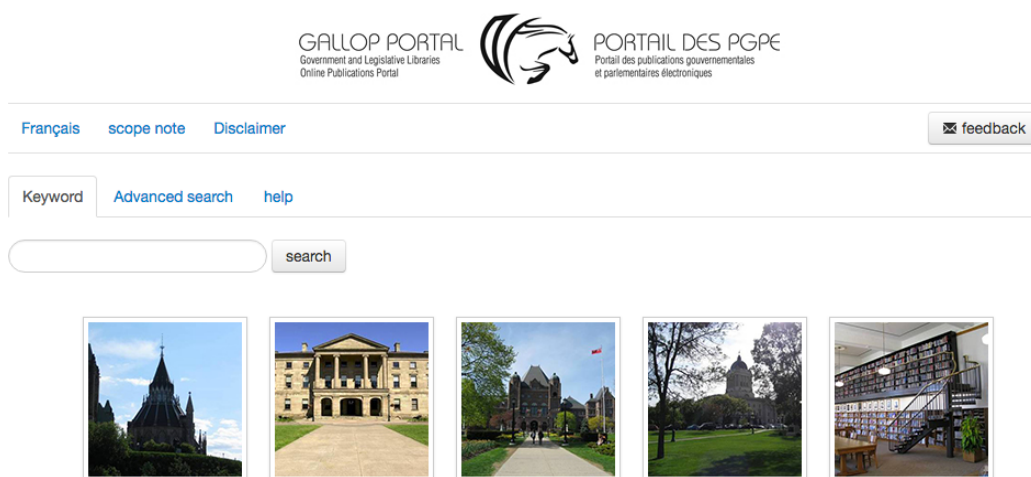 GALLOP PORTAL
Government and Legislative Libraries
Online Publications Portal
PORTAIL DES PGPE
Portail des publications gouvernementales
et parlementaires électroniques
Français scope note Disclaimer
feedback
Keyword Advanced search help
search